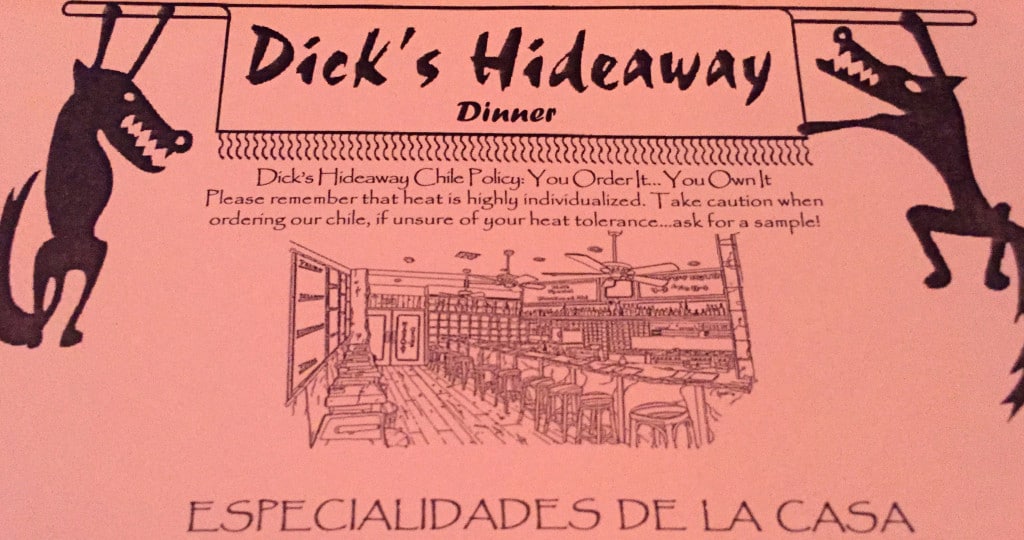 Dick's Hideaway
Dinner
Dick's Hideaway Chile Policy: You Order It... You Own It
Please remember that heat is highly individualized. Take caution when
ordering our chile, if unsure of your heat tolerance...ask for a sample!
ESPECIALIDADES DE LA CASA